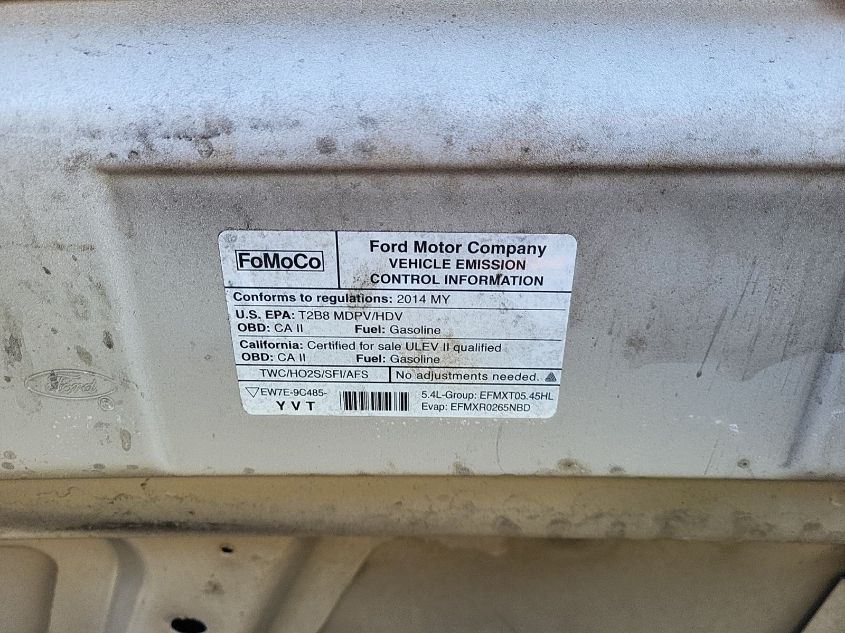 FoMoCo
Ford Motor Company
VEHICLE EMISSION
CONTROL INFORMATION
Conforms to regulations: 2014 MY
U.S. EPA: T2B8 MDPV/HDV
OBD: CA II Fuel: Gasoline
California: Certified for sale ULEV II qualified
OBD: CA II Fuel: Gasoline
TWC/HO2S/SFI/AFS No adjustments needed.
EW7E-9C485-
Y V T
5.4L-Group: EFMXT05.45HL
Evap: EFMXR0265NBD
Ford